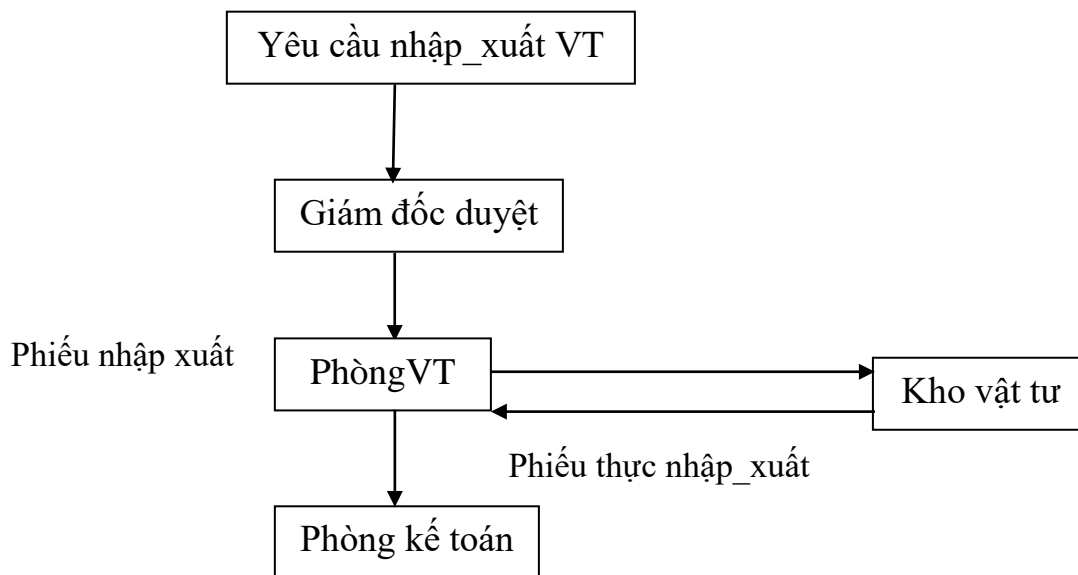 Yêu cầu nhập_xuất VT
Giám đốc duyệt
Phiếu nhập xuất
PhòngVT
Kho vật tư
Phiếu thực nhập_xuất
Phòng kế toán